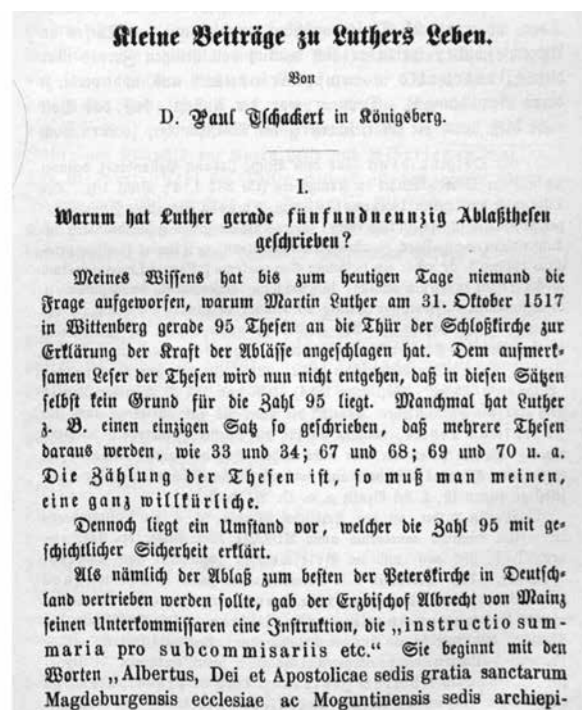 Kleine Beiträge zu Luthers Leben.
Von
D. Paul Tschackert in Königsberg.
I.
Warum hat Luther gerade fünfundneunzig Ablaßthesen
geschrieben?
Meines Wissens hat bis zum heutigen Tage niemand die
Frage aufgeworfen, warum Martin Luther am 31. Oktober 1517
in Wittenberg gerade 95 Thesen an die Thür der Schloßkirche zur
Erklärung der Kraft der Ablässe angeschlagen hat. Dem aufmerk-
samen Leser der Thesen wird nun nicht entgehen, daß in diesen Sätzen
selbst kein Grund für die Zahl 95 liegt. Manchmal hat Luther
z. B. einen einzigen Satz so geschrieben, daß mehrere Thesen
daraus werden, wie 33 und 34; 67 und 68; 69 und 70 u. a.
Die Zählung der Thesen ist, so muß man meinen,
eine ganz willkürliche.
Dennoch liegt ein Umstand vor, welcher die Zahl 95 mit ge-
schichtlicher Sicherheit erklärt.
Als nämlich der Ablaß zum besten der Peterskirche in Deutsch-
land vertrieben werden sollte, gab der Erzbischof Albrecht von Mainz
seinen Unterkommissaren eine Instruktion, die „instructio sum-
maria pro subcommisariis etc.“ Sie beginnt mit den
Worten „Albertus, Dei et Apostolicae sedis gratia sanctarum
Magdeburgensis ecclesiae ac Moguntinensis sedis archiepi-